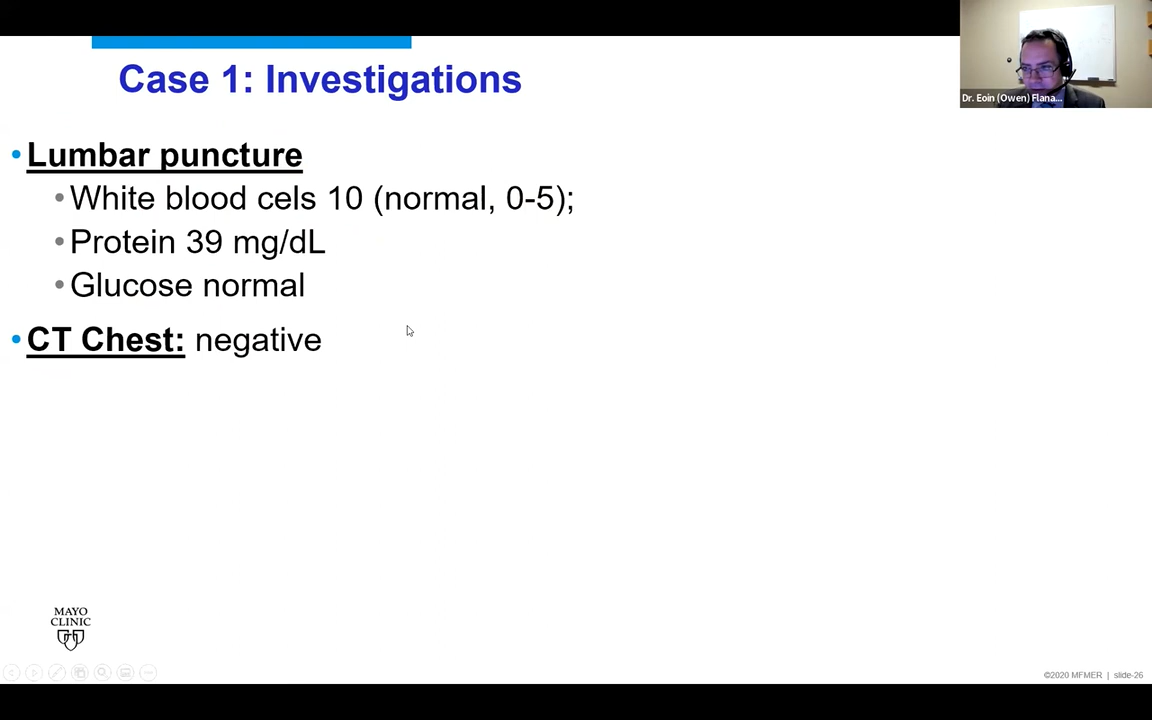 Case 1: Investigations
Dr. Eoin (Owen) Flana...
•Lumbar puncture
•White blood cels 10 (normal, 0-5);
•Protein 39 mg/dL
•Glucose normal
•CT Chest: negative
MAYO
CLINIC
©2020 MFMER | slide-26